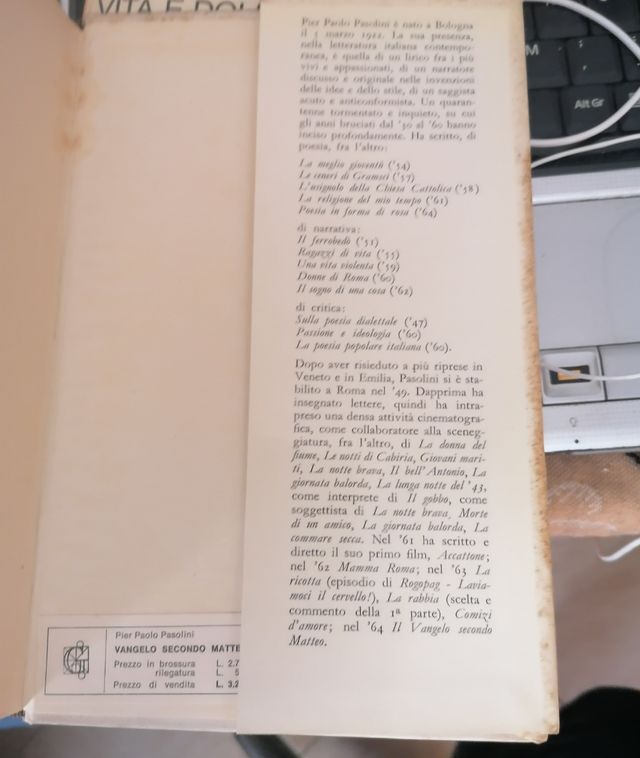 VITA E DOL
Pier Paolo Pasolini è nato a Bologna
il 5 marzo 1922. La sua presenza,
nella letteratura italiana contempo-
ranea, è quella di un lirico fra i più
vivi e appassionati, di un narratore
discusso e originale nelle invenzioni
delle idee e dello stile, di un saggista
acuto e anticonformista. Un quaran-
tenne tormentato e inquieto, su cui
gli anni bruciati dal '50 al '60 hanno
inciso profondamente. Ha scritto, di
poesia, fra l'altro:
La meglio gioventù ('54)
Le ceneri di Gramsci ('57)
L'usignolo della Chiesa Cattolica ('58)
La religione del mio tempo ('61)
Poesia in forma di rosa ('64)
di narrativa:
Il ferrobedò ('51)
Ragazzi di vita ('55)
Una vita violenta ('59)
Donne di Roma ('60)
Il sogno di una cosa ('62)
di critica:
Sulla poesia dialettale ('47)
Passione e ideologia ('60)
La poesia popolare italiana ('60).
Dopo aver risieduto a più riprese in
Veneto e in Emilia, Pasolini si è sta-
bilito a Roma nel '49. Dapprima ha
insegnato lettere, quindi ha intra-
preso una densa attività cinematogra-
fica, come collaboratore alla sceneg-
giatura, fra l'altro, di La donna del
fiume, Le notti di Cabiria, Giovani mari-
ti, La notte brava, Il bell'Antonio, La
giornata balorda, La lunga notte del '43,
come interprete di Il gobbo, come
soggettista di La notte brava, Morte
di un amico, La giornata balorda, La
commare secca. Nel '61 ha scritto e
diretto il suo primo film, Accattone;
nel '62 Mamma Roma; nel '63 La
ricotta (episodio di Rogopag - Lavia-
moci il cervello!), La rabbia (scelta e
commento della 1ª parte), Comizi
d'amore; nel '64 Il Vangelo secondo
Matteo.
Pier Paolo Pasolini
VANGELO SECONDO MATTE
Prezzo in brossura L. 2.7
rilegatura L. 5
Prezzo di vendita L. 3.2
M
Alt Gr